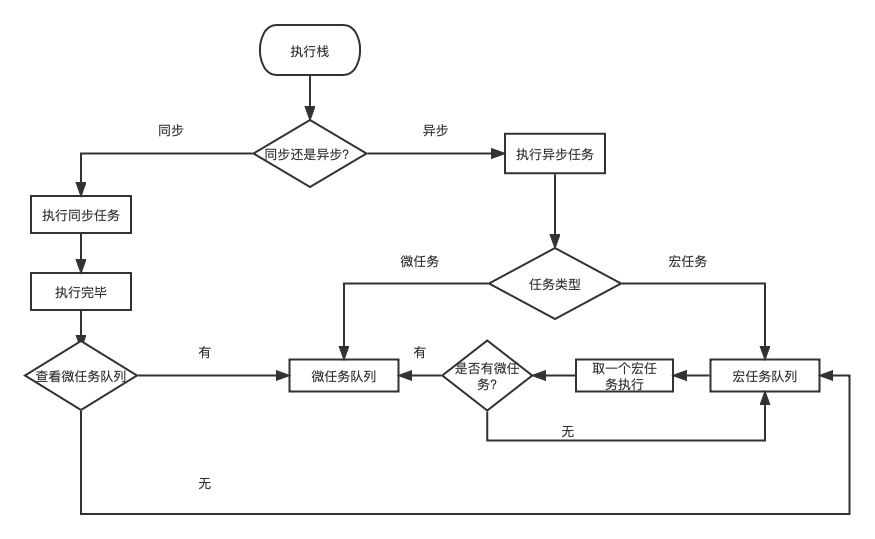 执行栈
同步
异步
同步还是异步?
执行异步任务
执行同步任务
微任务
宏任务
任务类型
执行完毕
有
有
查看微任务队列
微任务队列
是否有微任
务?
取一个宏任
务执行
宏任务队列
无
无